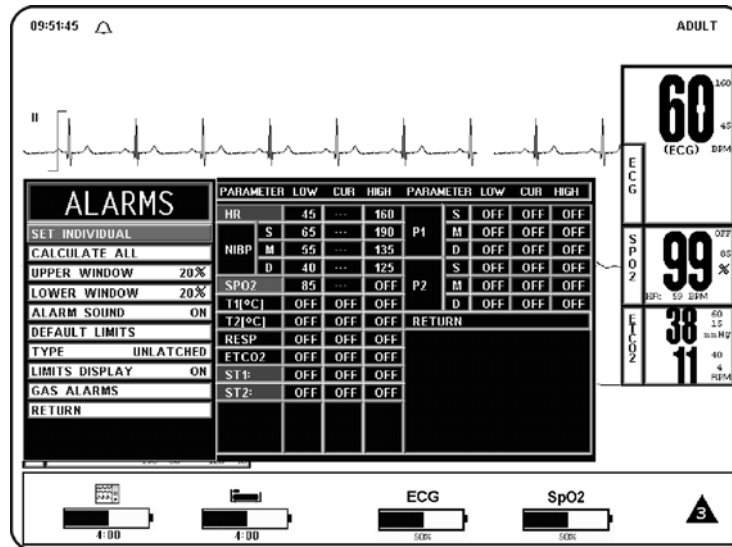 09:51:45 ADULT
II
60
160
45
(ECG) BPM
ECG
ALARMS
SET INDIVIDUAL
CALCULATE ALL
UPPER WINDOW 20%
LOWER WINDOW 20%
ALARM SOUND ON
DEFAULT LIMITS
TYPE UNLATCHED
LIMITS DISPLAY ON
GAS ALARMS
RETURN
PARAMETER LOW CUR HIGH PARAMETER LOW CUR HIGH
HR 45 --- 160 P1 S OFF OFF OFF
NIBP S 65 --- 190 M OFF OFF OFF
M 55 --- 135 D OFF OFF OFF
D 40 --- 125 P2 S OFF OFF OFF
SPO2 85 --- OFF M OFF OFF OFF
T1[ºC] OFF OFF OFF D OFF OFF OFF
T2[ºC] OFF OFF OFF RETURN
RESP OFF OFF OFF
ETCO2 OFF OFF OFF
ST1: OFF OFF OFF
ST2: OFF OFF OFF
SPO2
99
OFF
85
%
HR: 59 BPM
ETCO2
38
60
15
mmHg
11
40
4
RPM
ECG SpO2
4:00 4:00 50% 50%
3